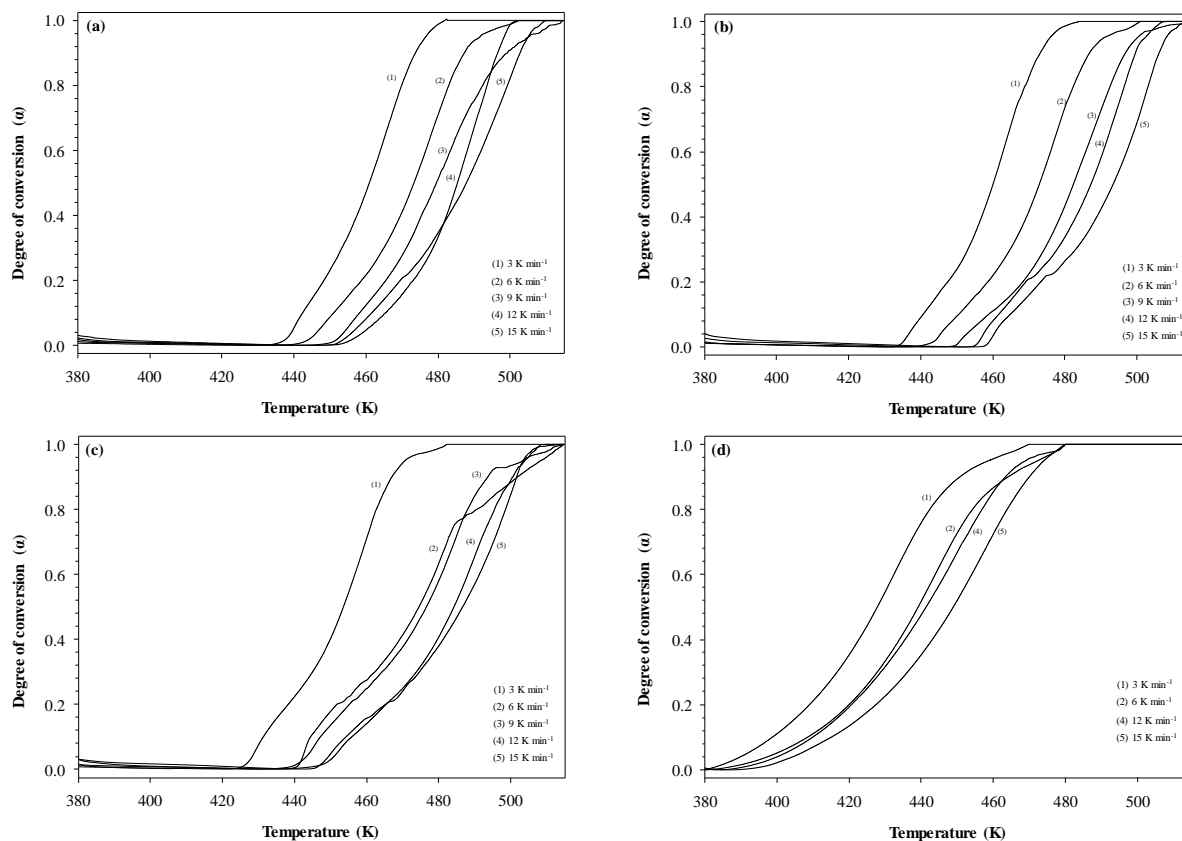 (a)
Degree of conversion (α)
1.0
0.8
0.6
0.4
0.2
0.0
(1)
(2)
(3)
(4)
(5)
(1) 3 K min⁻¹
(2) 6 K min⁻¹
(3) 9 K min⁻¹
(4) 12 K min⁻¹
(5) 15 K min⁻¹
380 400 420 440 460 480 500
Temperature (K)
(b)
Degree of conversion (α)
1.0
0.8
0.6
0.4
0.2
0.0
(1)
(2)
(3)
(4)
(5)
(1) 3 K min⁻¹
(2) 6 K min⁻¹
(3) 9 K min⁻¹
(4) 12 K min⁻¹
(5) 15 K min⁻¹
380 400 420 440 460 480 500
Temperature (K)
(c)
Degree of conversion (α)
1.0
0.8
0.6
0.4
0.2
0.0
(1)
(3)
(2)
(4)
(5)
(1) 3 K min⁻¹
(2) 6 K min⁻¹
(3) 9 K min⁻¹
(4) 12 K min⁻¹
(5) 15 K min⁻¹
380 400 420 440 460 480 500
Temperature (K)
(d)
Degree of conversion (α)
1.0
0.8
0.6
0.4
0.2
0.0
(1)
(2) (4) (5)
(1) 3 K min⁻¹
(2) 6 K min⁻¹
(4) 12 K min⁻¹
(5) 15 K min⁻¹
380 400 420 440 460 480 500
Temperature (K)